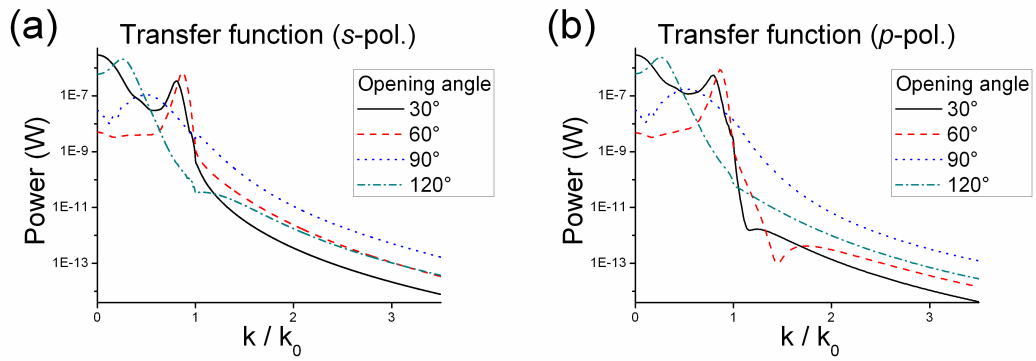 (a)
Transfer function (s-pol.)
Power (W)
1E-7
1E-9
1E-11
1E-13
Opening angle
30°
60°
90°
120°
0
1
2
3
k / k₀
(b)
Transfer function (p-pol.)
Power (W)
1E-7
1E-9
1E-11
1E-13
Opening angle
30°
60°
90°
120°
0
1
2
3
k / k₀